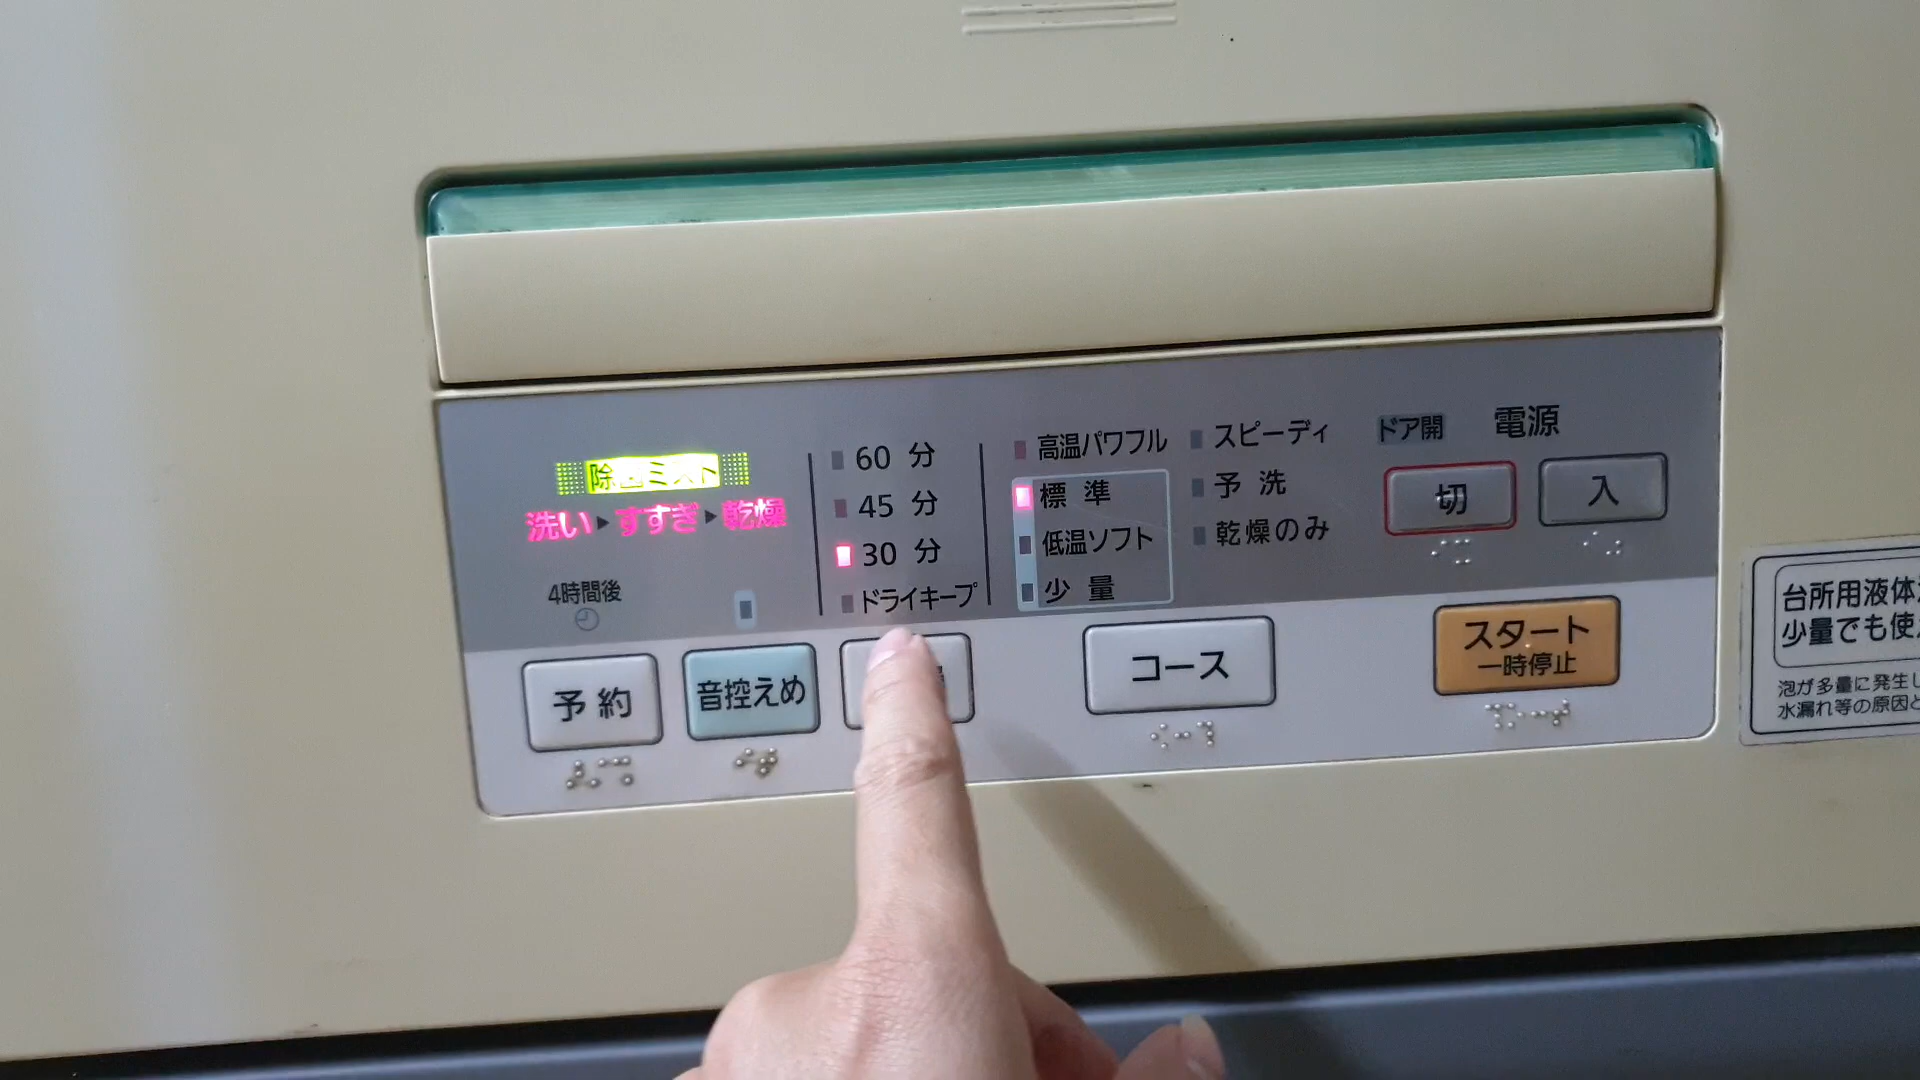 除菌ミスト
洗い▶すすぎ▶乾燥
4時間後
60 分
45 分
30 分
ドライキープ
高温パワフル
標 準
低温ソフト
少 量
スピーディ
予 洗
乾燥のみ
ドア開
電源
切
入
予約
音控えめ
コース
スタート
一時停止
台所用液体
少量でも使
泡が多量に発生し
水漏れ等の原因と